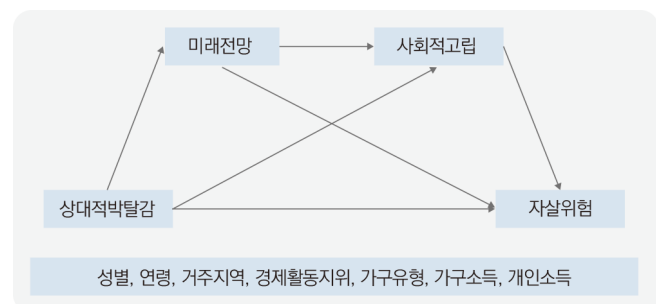 미래전망
사회적고립
상대적박탈감
자살위험
성별, 연령, 거주지역, 경제활동지위, 가구유형, 가구소득, 개인소득